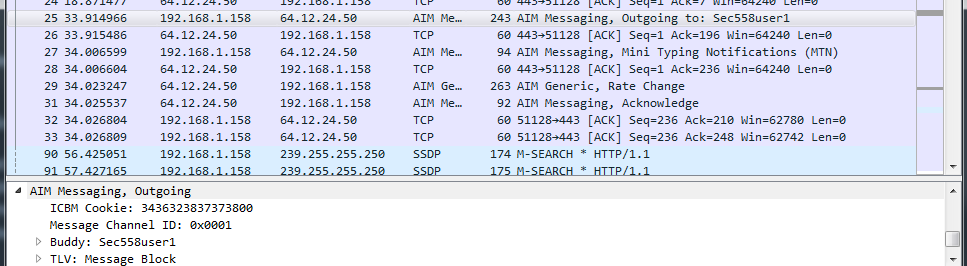 24 18.871477 64.12.24.50 192.168.1.158 TCP 60 443→51128 [ACK] Seq=1 Ack=7 Win=64240 Len=0
25 33.914966 192.168.1.158 64.12.24.50 AIM Me… 243 AIM Messaging, Outgoing to: Sec558user1
26 33.915486 64.12.24.50 192.168.1.158 TCP 60 443→51128 [ACK] Seq=1 Ack=196 Win=64240 Len=0
27 34.006599 192.168.1.158 64.12.24.50 AIM Me… 94 AIM Messaging, Mini Typing Notifications (MTN)
28 34.006604 64.12.24.50 192.168.1.158 TCP 60 443→51128 [ACK] Seq=1 Ack=236 Win=64240 Len=0
29 34.023247 64.12.24.50 192.168.1.158 AIM Ge… 263 AIM Generic, Rate Change
31 34.025537 64.12.24.50 192.168.1.158 AIM Me… 92 AIM Messaging, Acknowledge
32 34.026804 192.168.1.158 64.12.24.50 TCP 60 51128→443 [ACK] Seq=236 Ack=210 Win=62780 Len=0
33 34.026809 192.168.1.158 64.12.24.50 TCP 60 51128→443 [ACK] Seq=236 Ack=248 Win=62742 Len=0
90 56.425051 192.168.1.158 239.255.255.250 SSDP 174 M-SEARCH * HTTP/1.1
91 57.427165 192.168.1.158 239.255.255.250 SSDP 175 M-SEARCH * HTTP/1.1
AIM Messaging, Outgoing
ICBM Cookie: 3436323837373800
Message Channel ID: 0x0001
Buddy: Sec558user1
TLV: Message Block